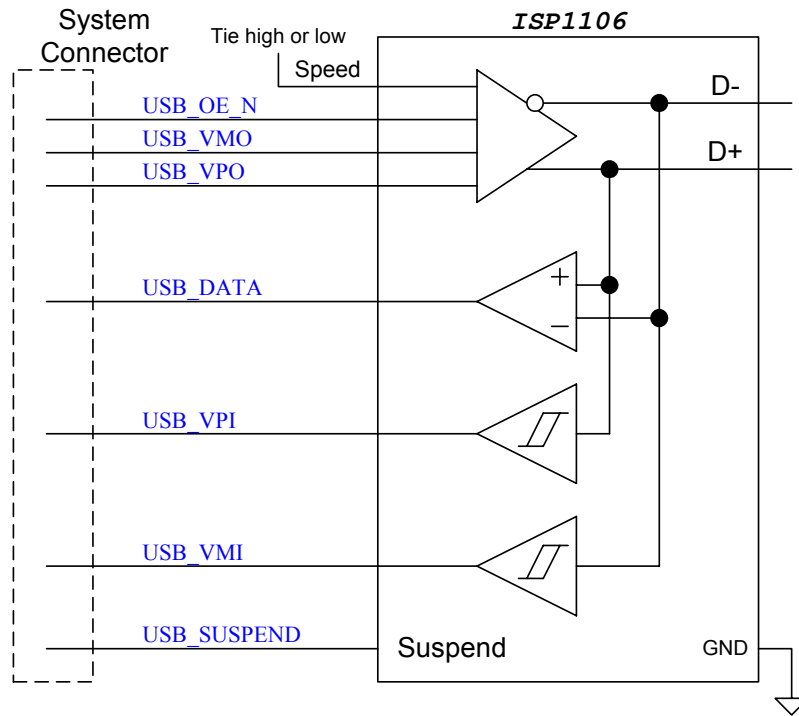 System
Connector
Tie high or low
ISP1106
Speed
D-
USB_OE_N
USB_VMO
D+
USB_VPO
USB_DATA
+
−
USB_VPI
USB_VMI
USB_SUSPEND
Suspend
GND